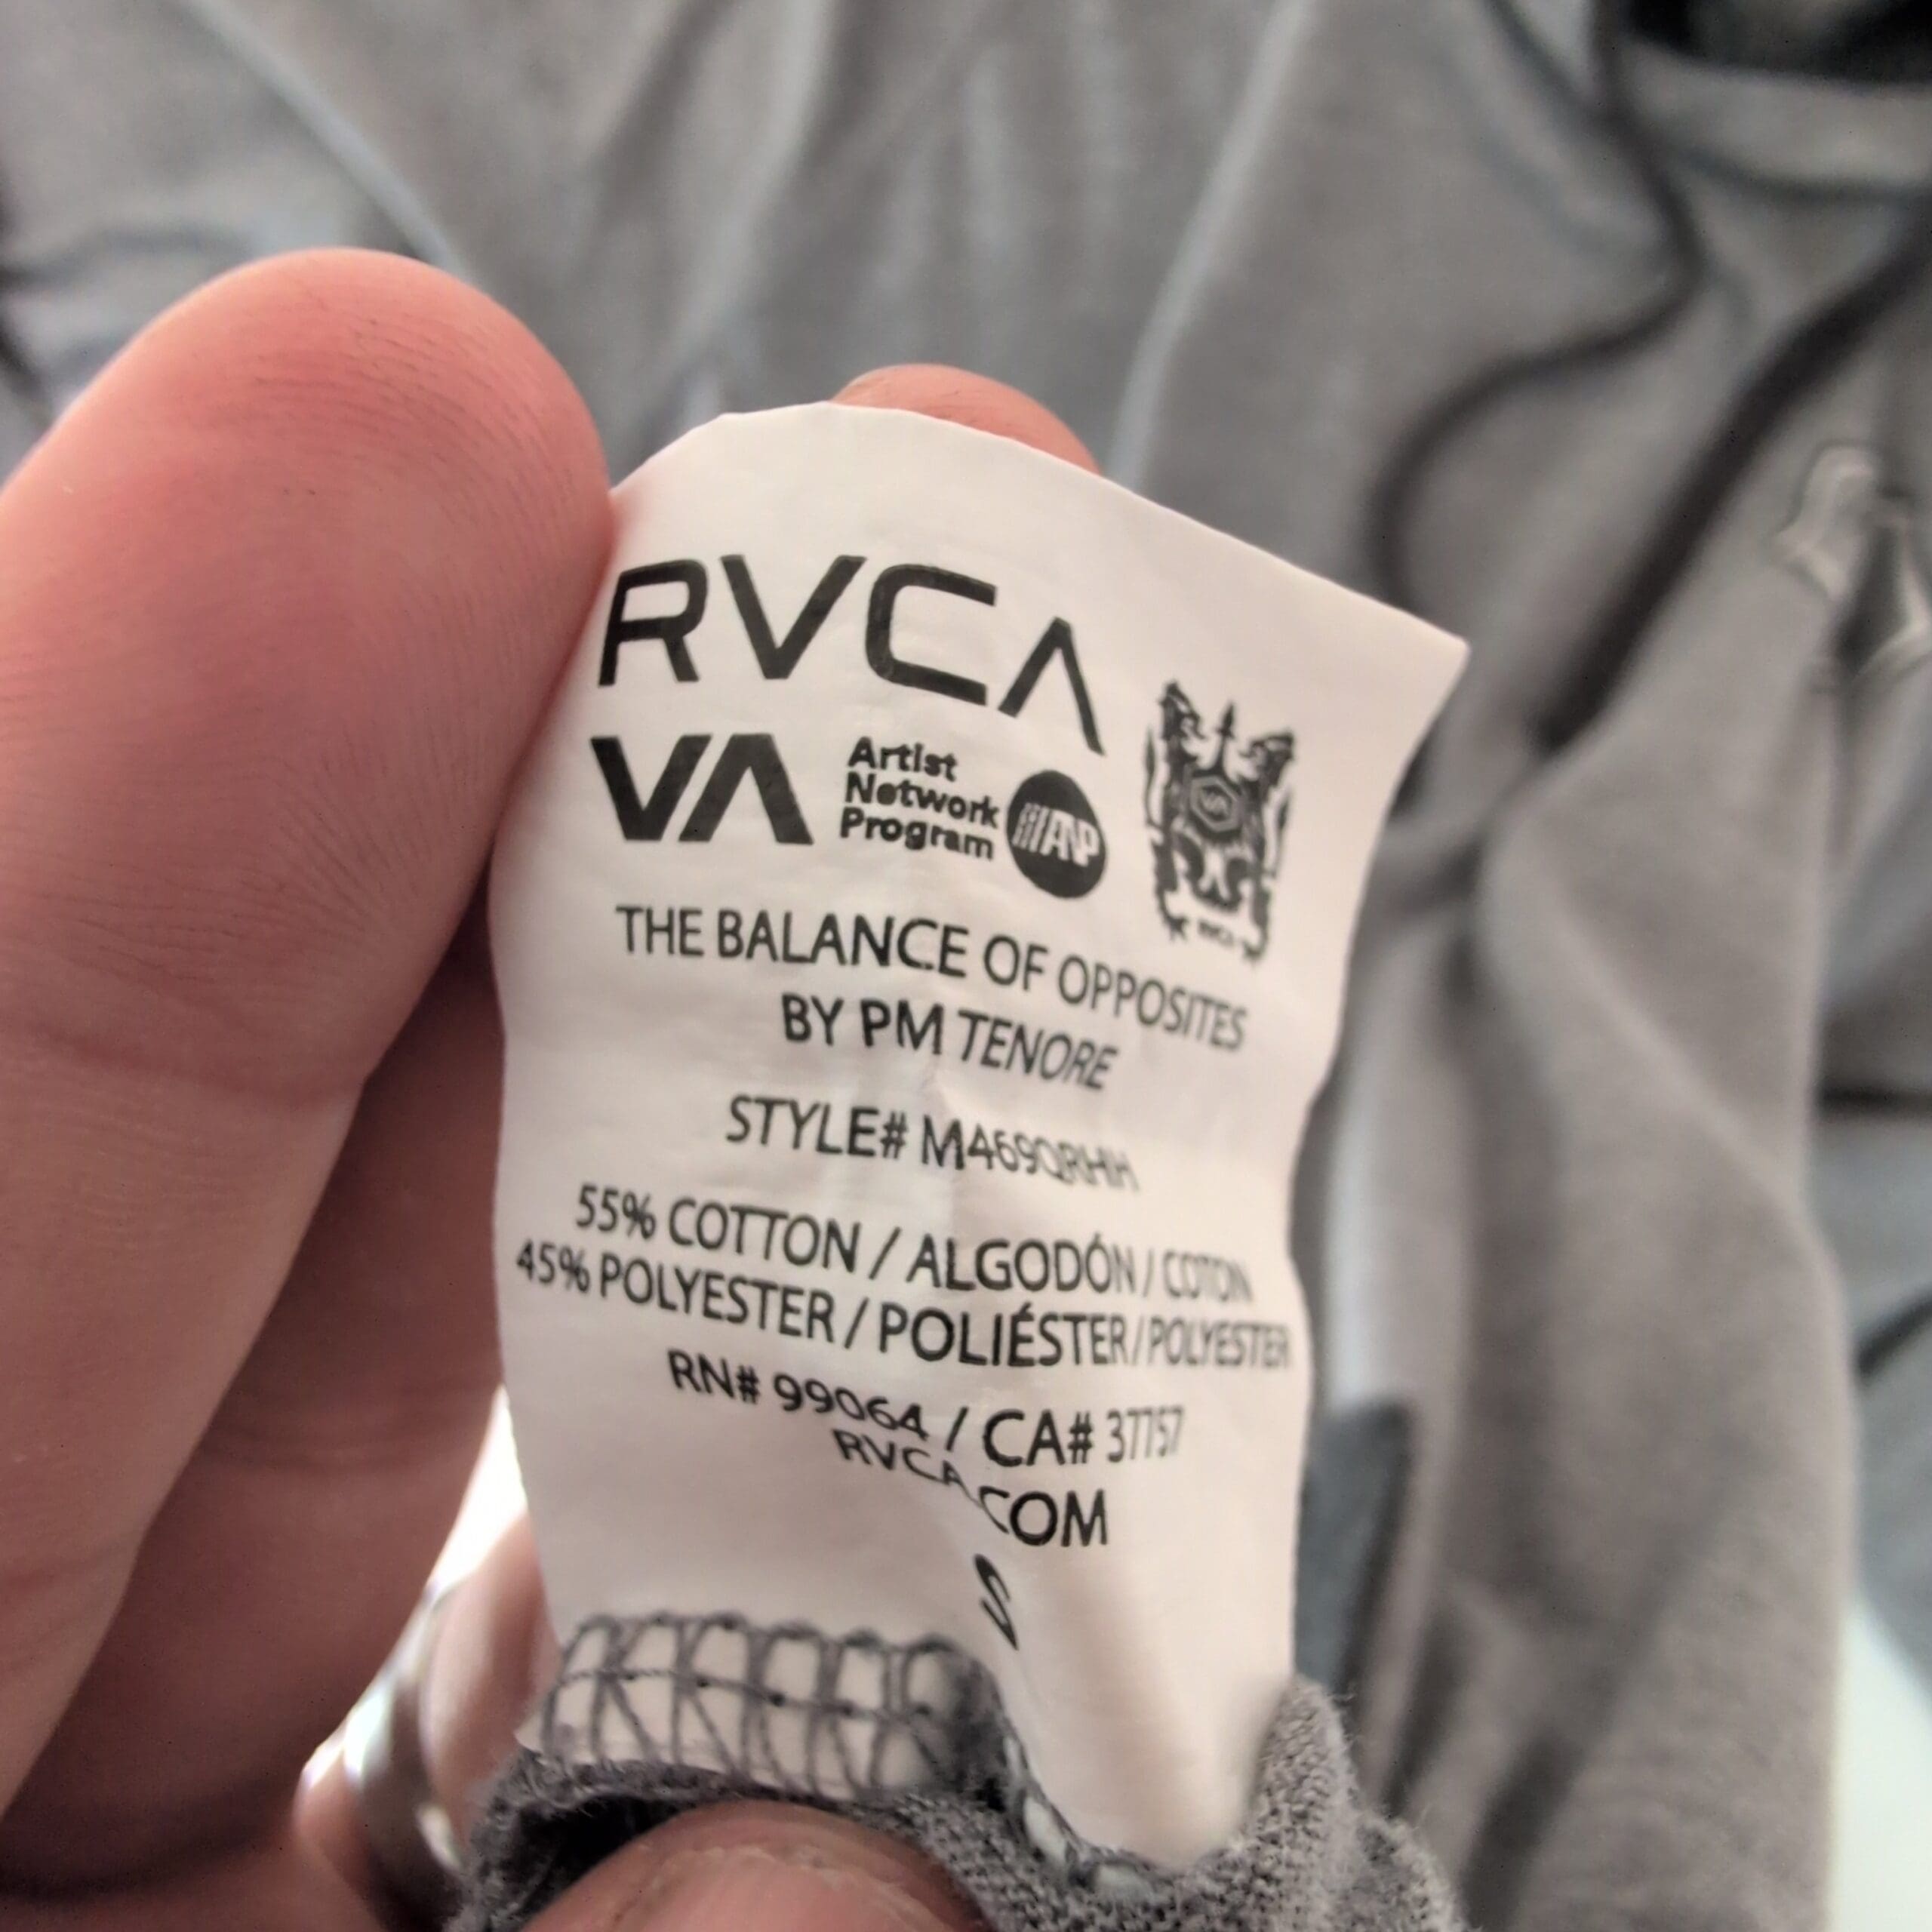 RVCA
VA Artist
Network
Program ANP
THE BALANCE OF OPPOSITES
BY PM TENORE
STYLE# M469QRHH
55% COTTON / ALGODÓN / COTON
45% POLYESTER / POLIÉSTER / POLYESTER
RN# 99064 / CA# 37757
RVCA.COM
S